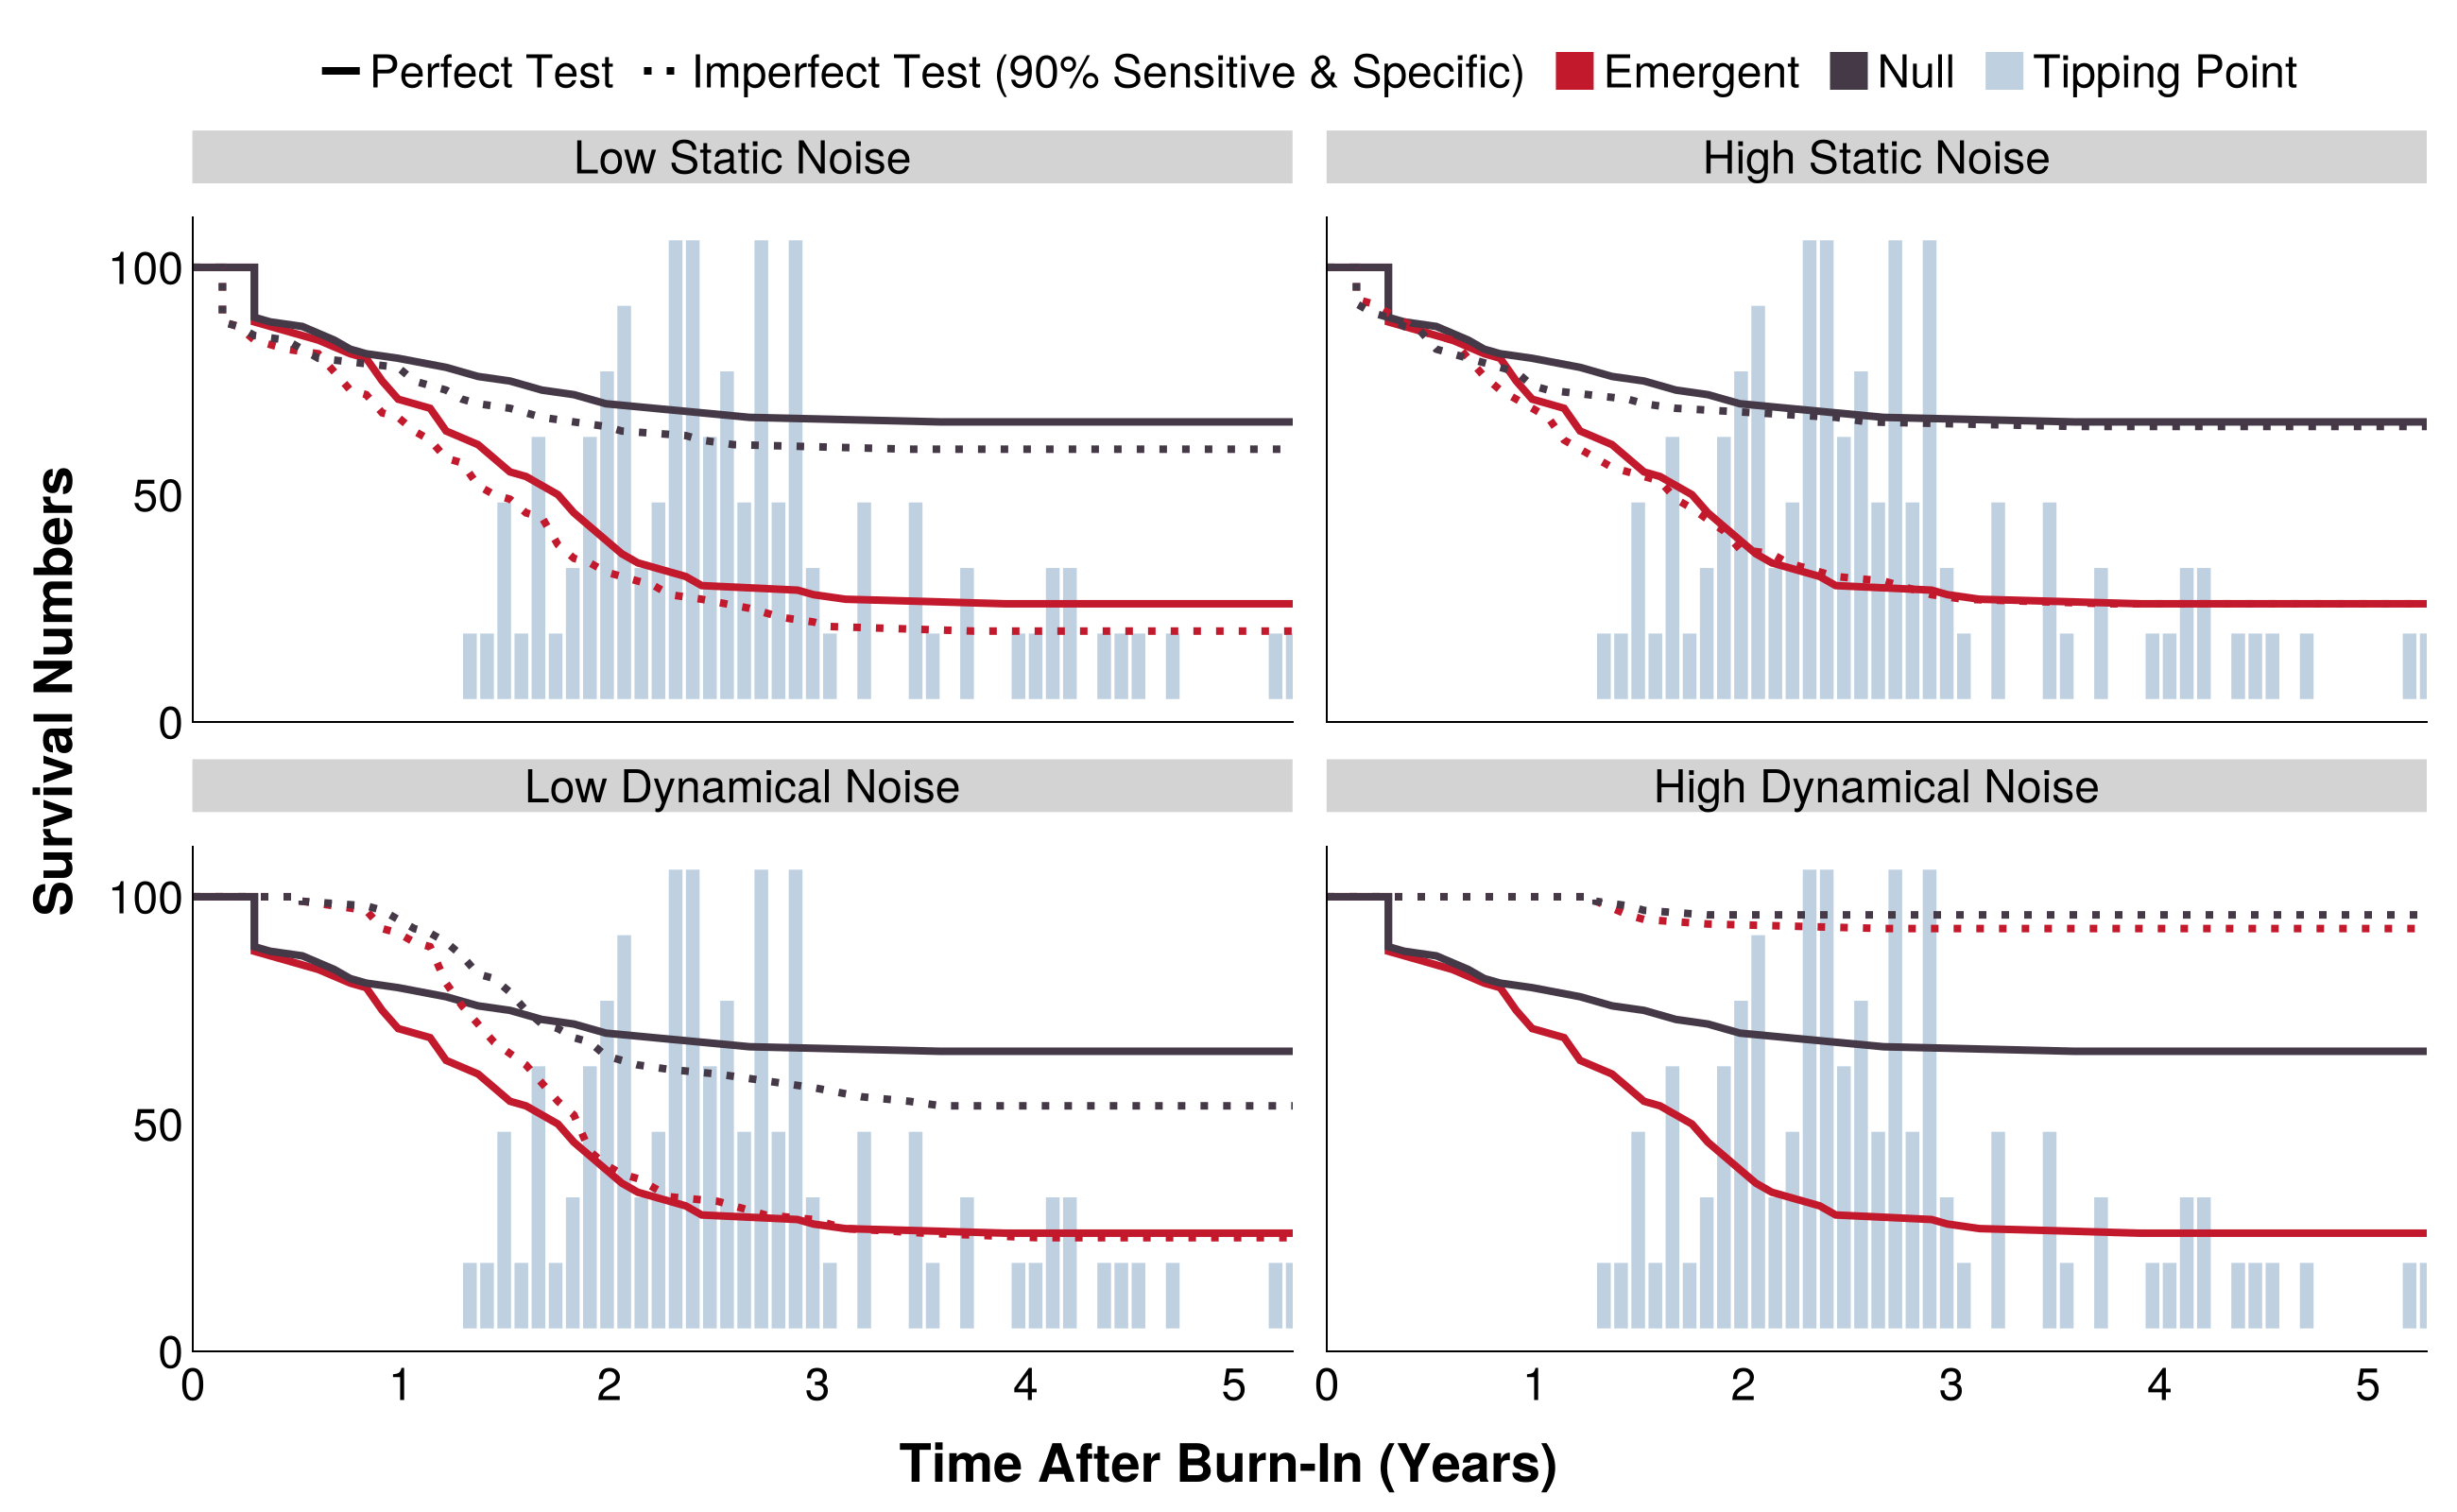 Perfect Test Imperfect Test (90% Sensitive & Specific) Emergent Null Tipping Point
Low Static Noise
High Static Noise
100
50
0
Survival Numbers
Low Dynamical Noise
High Dynamical Noise
100
50
0
0 1 2 3 4 5
0 1 2 3 4 5
Time After Burn-In (Years)